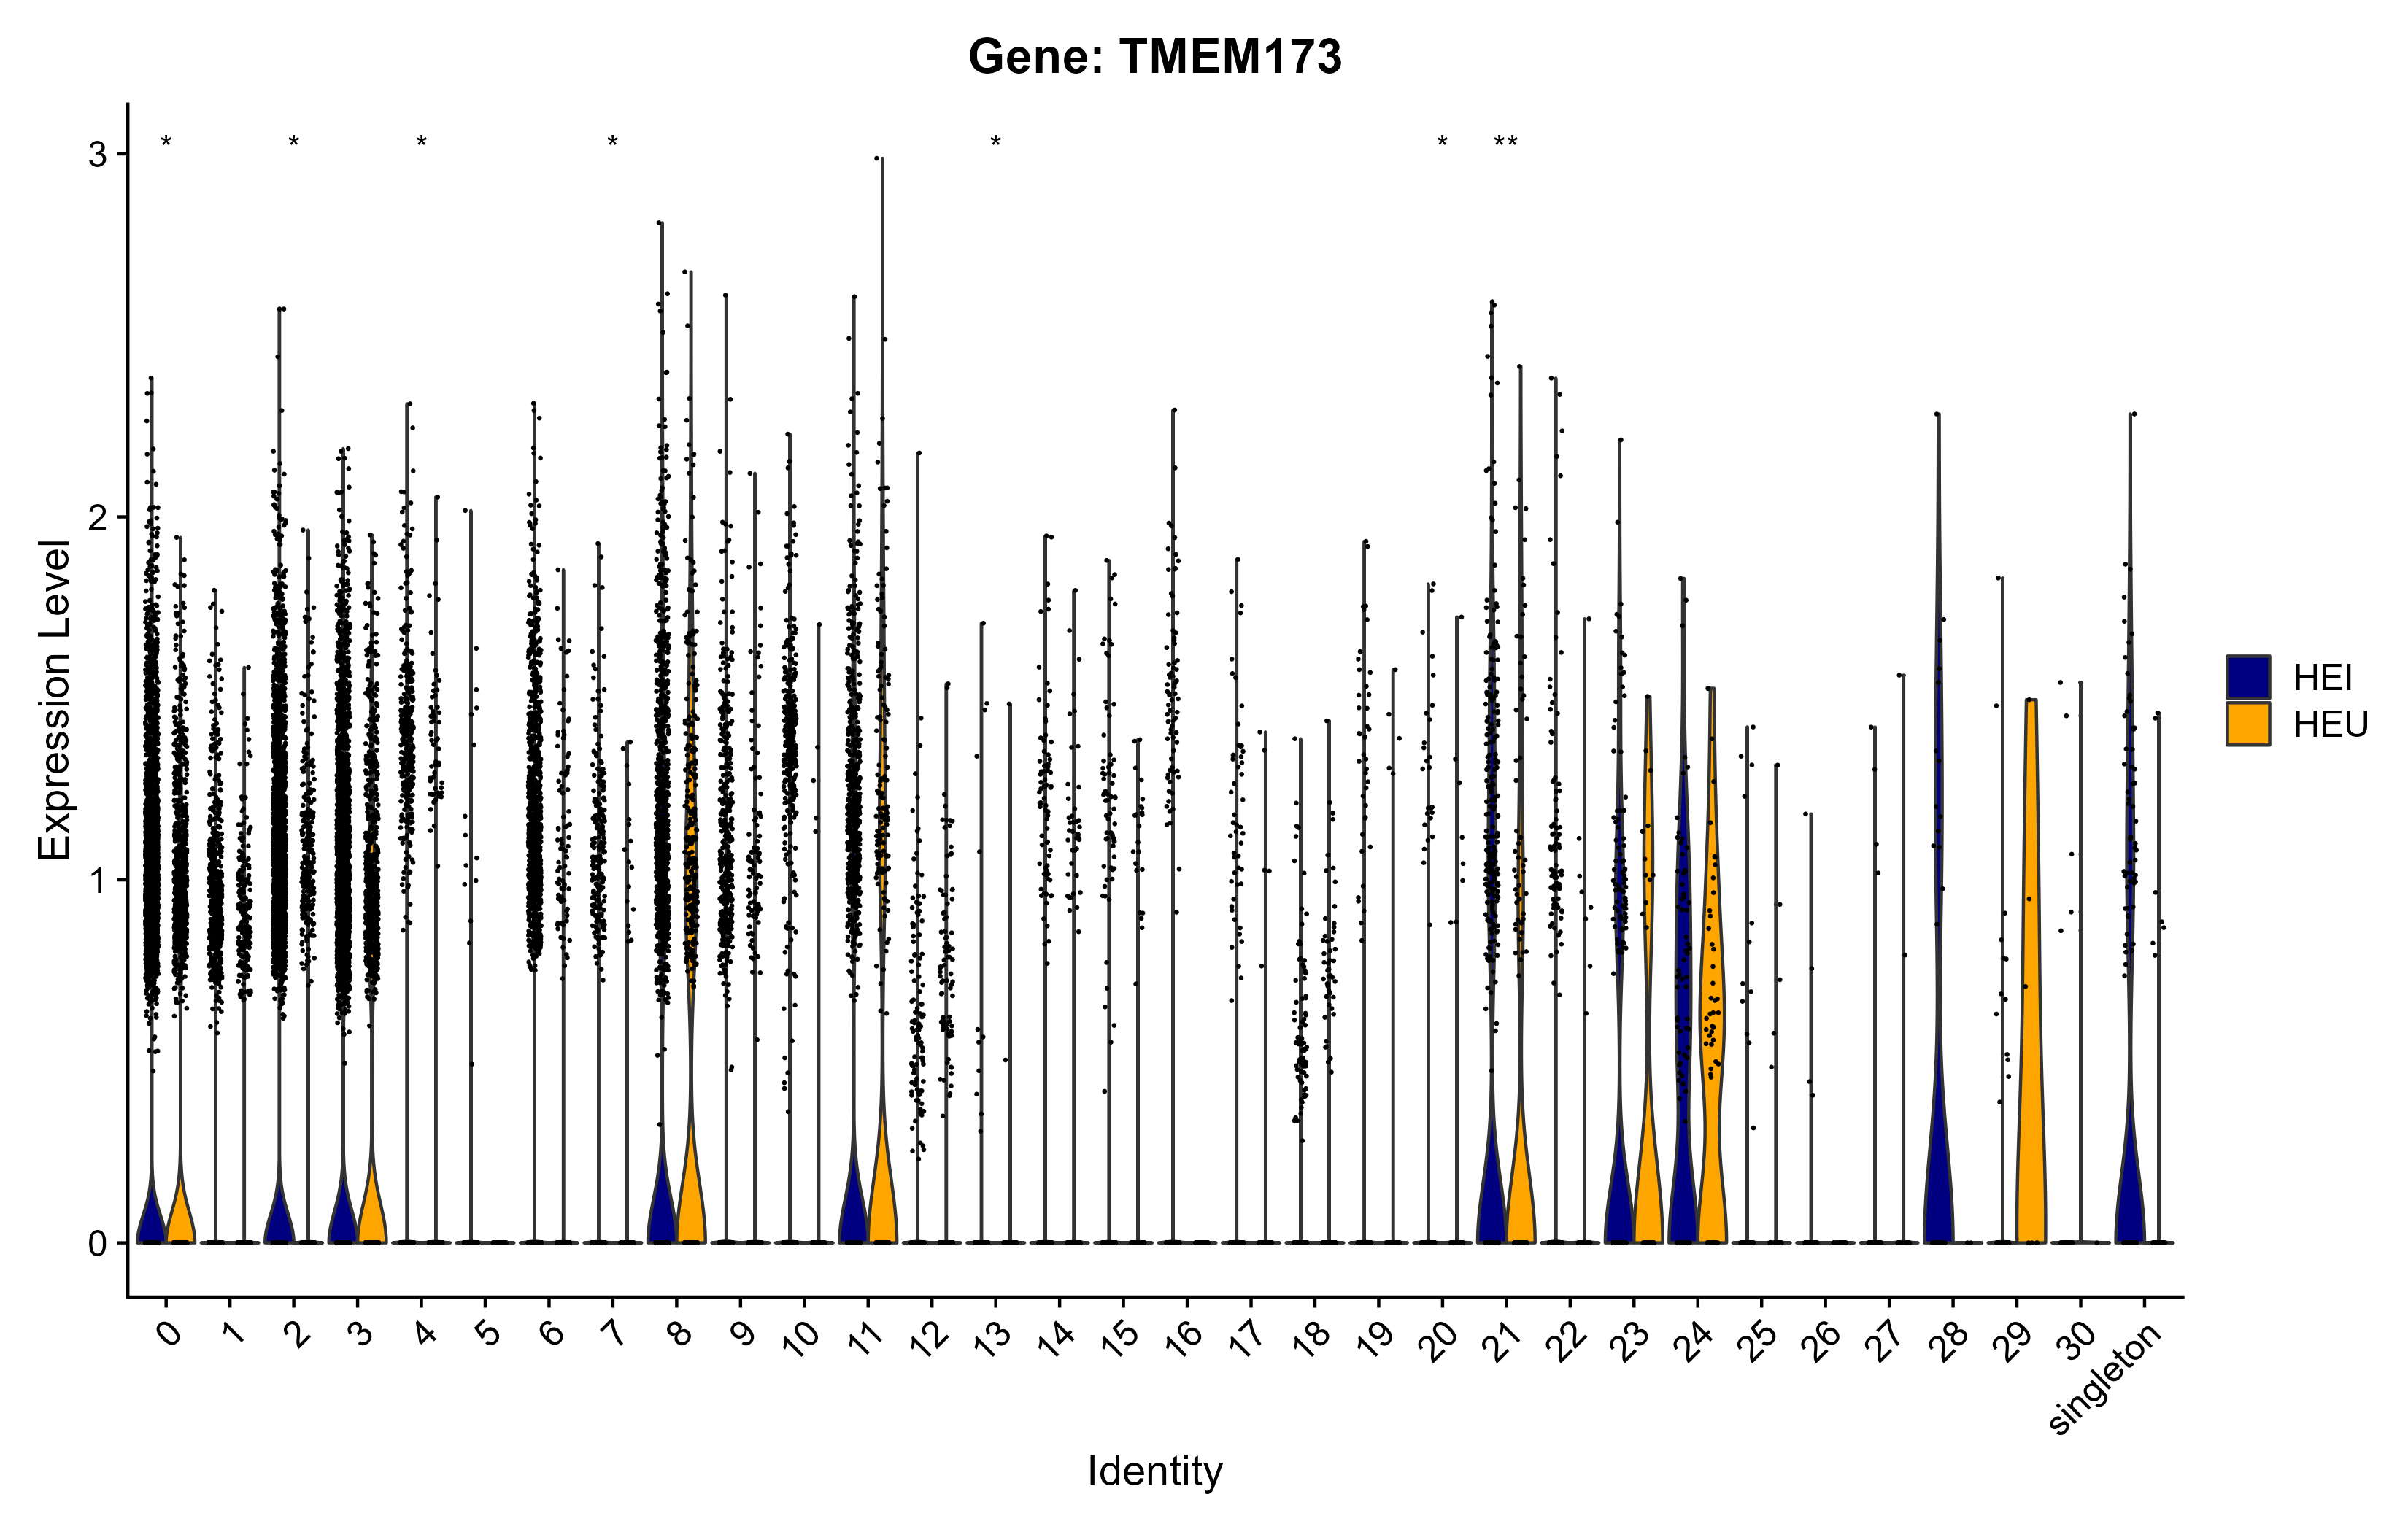 Gene: TMEM173
* * * * * * **
3
2
1
0
Expression Level
HEI
HEU
0 1 2 3 4 5 6 7 8 9 10 11 12 13 14 15 16 17 18 19 20 21 22 23 24 25 26 27 28 29 30 singleton
Identity